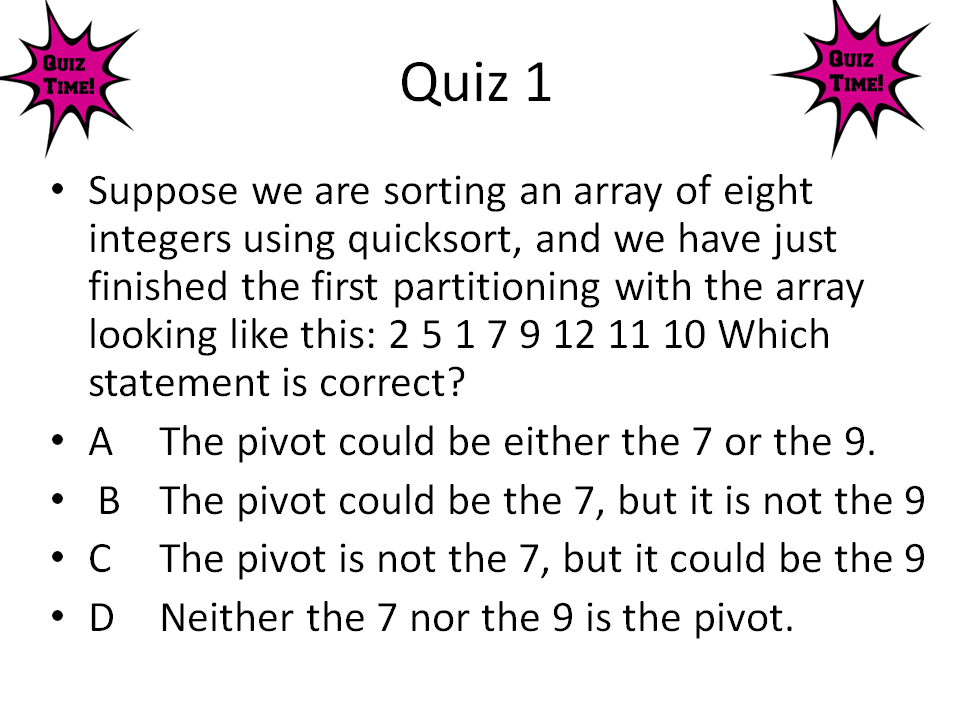 QUIZ
TIME!
QUIZ
TIME!
Quiz 1
• Suppose we are sorting an array of eight
integers using quicksort, and we have just
finished the first partitioning with the array
looking like this: 2 5 1 7 9 12 11 10 Which
statement is correct?
• A The pivot could be either the 7 or the 9.
• B The pivot could be the 7, but it is not the 9
• C The pivot is not the 7, but it could be the 9
• D Neither the 7 nor the 9 is the pivot.